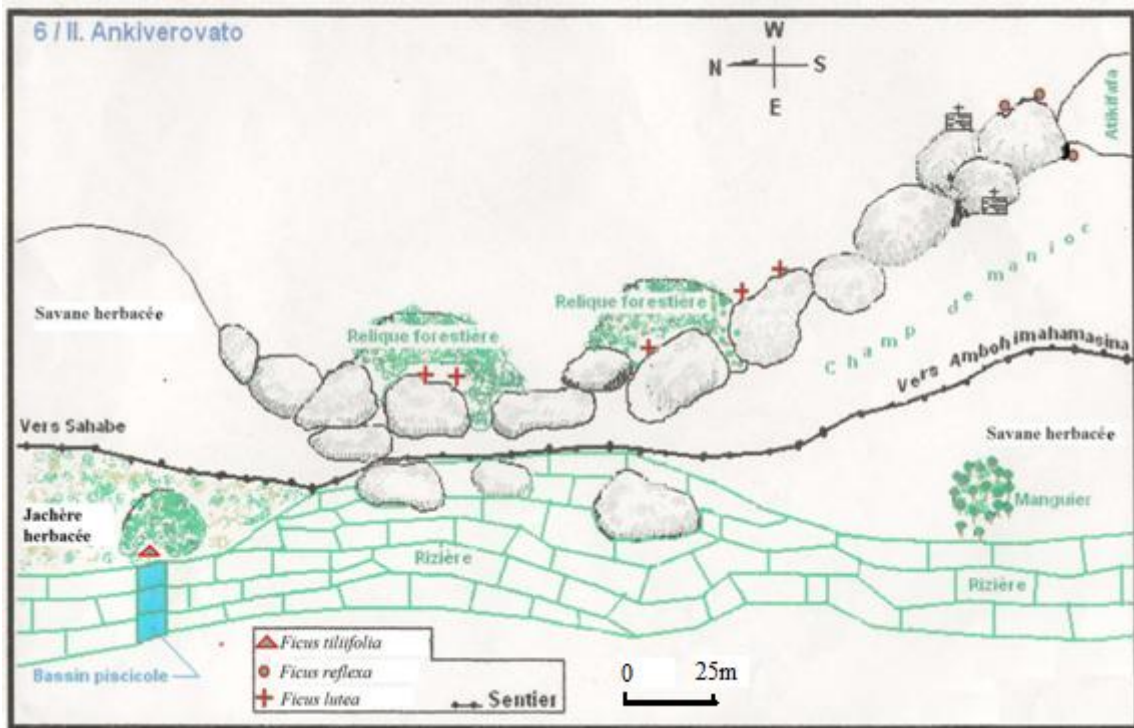 6 / II. Ankiverovato
W
N S
E
Atikifafa
Champ de manioc
Relique forestière
Savane herbacée
Relique forestière
Vers Ambohimahamasina
Vers Sahabe
Savane herbacée
Manguier
Jachère
herbacée
Rizière
Rizière
Bassin piscicole
Ficus tiliifolia
Ficus reflexa
Ficus lutea
Sentier
0 25m